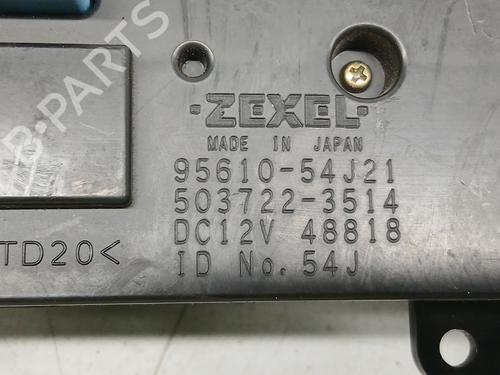 B-PARTS
·ZEXEL·
MADE IN JAPAN
95610-54J21
503722-3514
DC12V 48818
ID No. 54J
TD20<